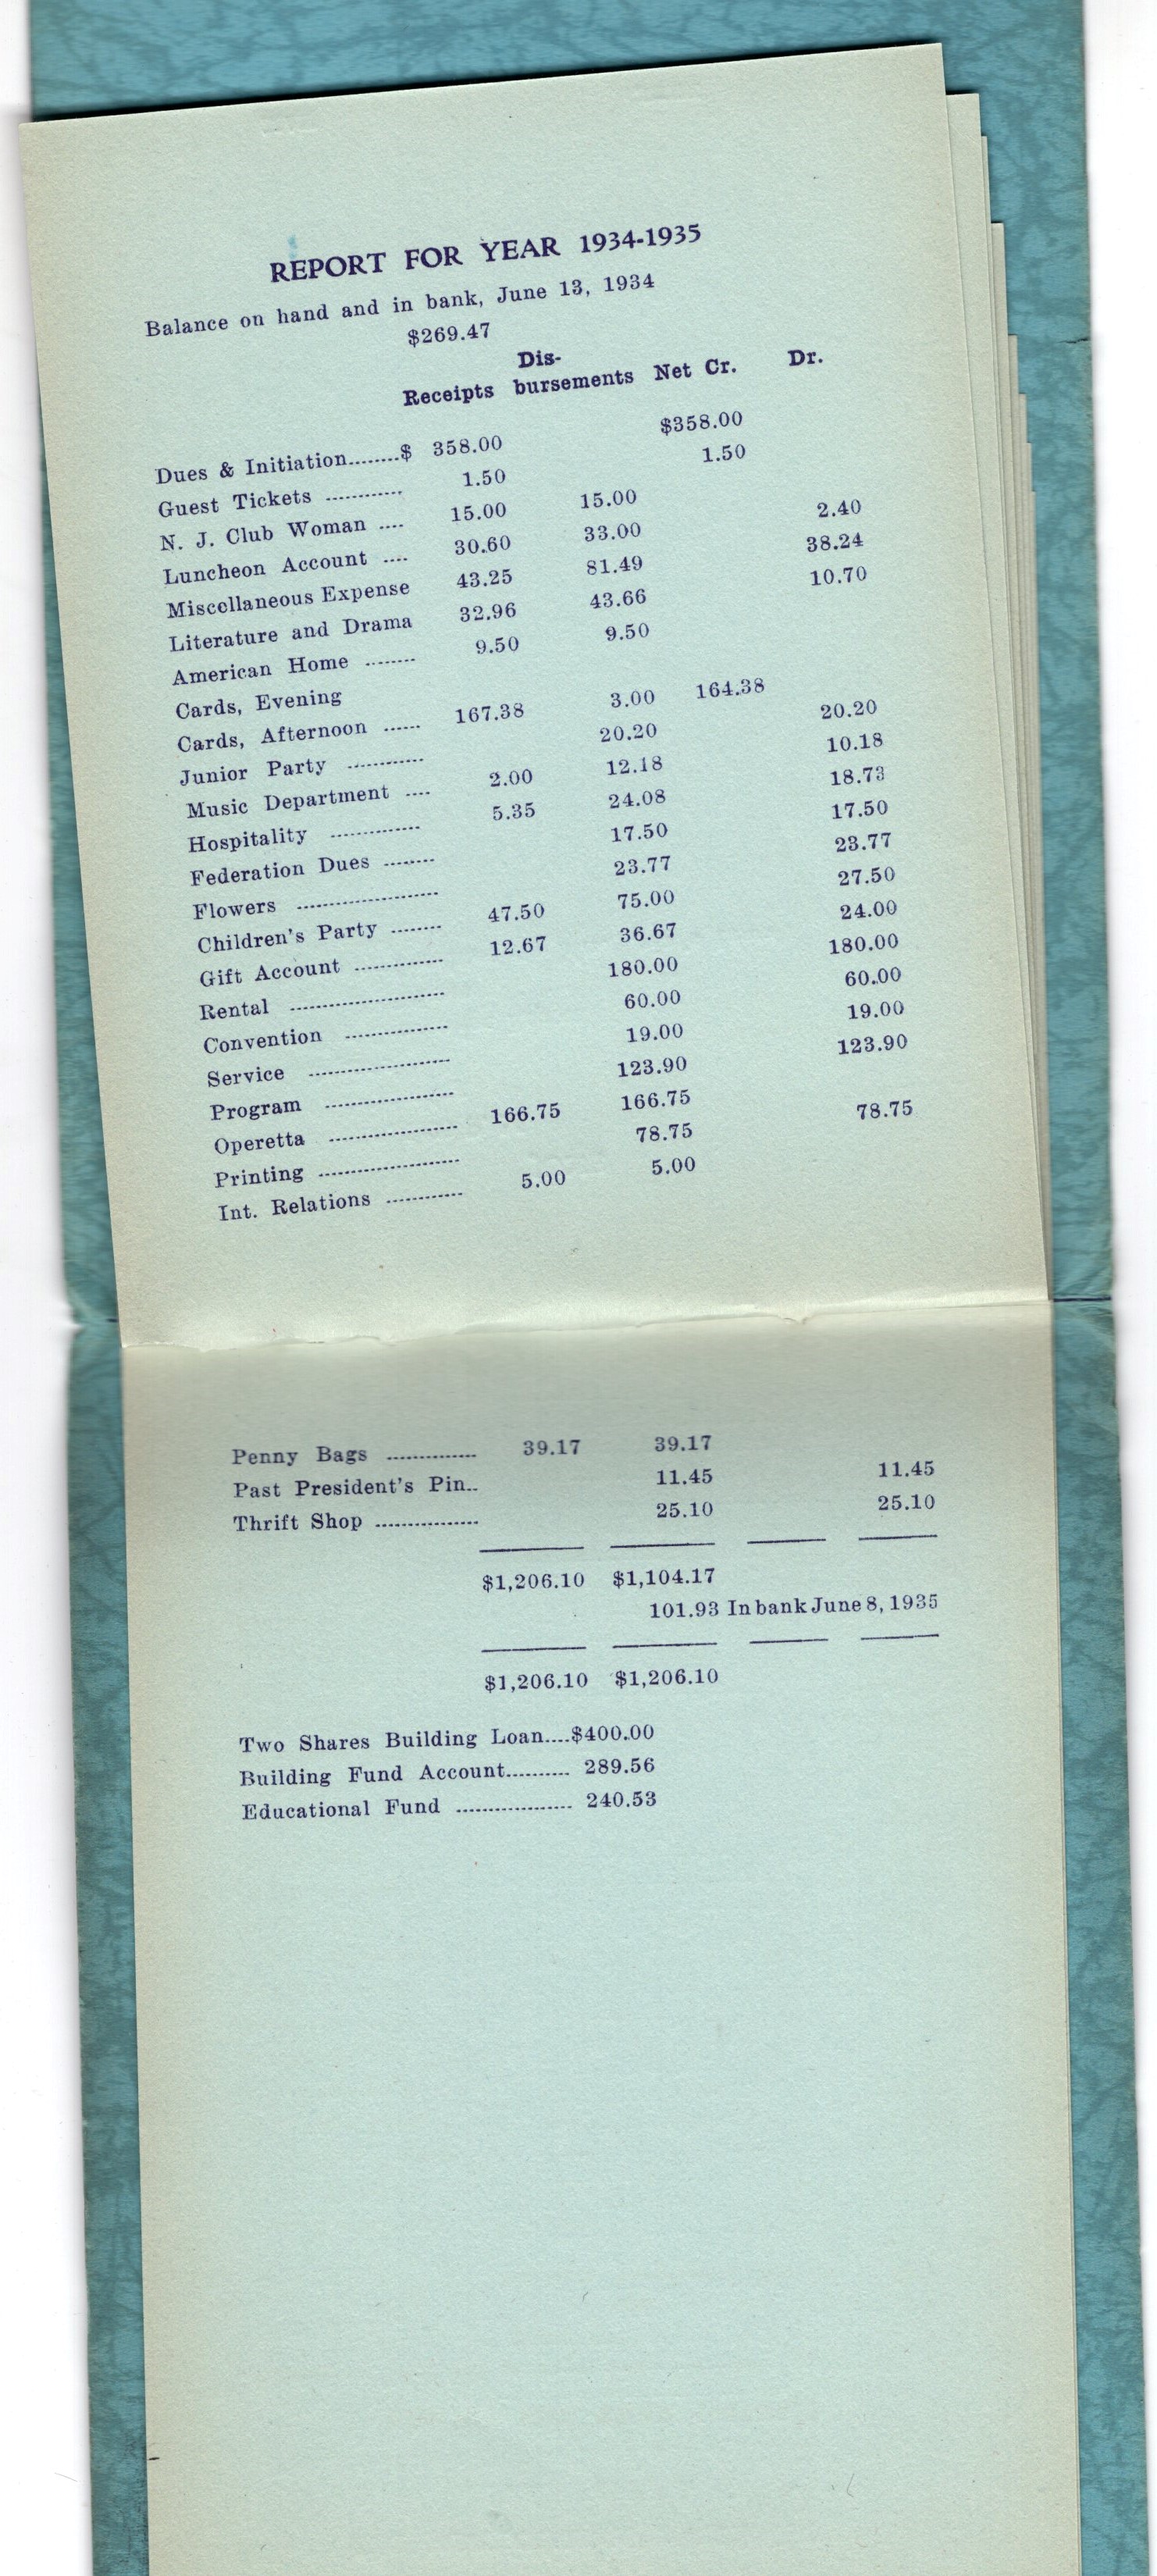 REPORT FOR YEAR 1934-1935
Balance on hand and in bank, June 13, 1934
$269.47
Dis-
Receipts bursements Net Cr. Dr.
Dues & Initiation........$ 358.00 $358.00
Guest Tickets ............ 1.50 1.50
N. J. Club Woman .... 15.00 15.00
Luncheon Account .... 30.60 33.00 2.40
Miscellaneous Expense 43.25 81.49 38.24
Literature and Drama 32.96 43.66 10.70
American Home ........ 9.50 9.50
Cards, Evening
Cards, Afternoon ...... 167.38 3.00 164.38
Junior Party ............ 20.20 20.20
Music Department .... 2.00 12.18 10.18
Hospitality .............. 5.35 24.08 18.73
Federation Dues ........ 17.50 17.50
Flowers ...................... 23.77 23.77
Children's Party ........ 47.50 75.00 27.50
Gift Account .............. 12.67 36.67 24.00
Rental ........................ 180.00 180.00
Convention ................ 60.00 60.00
Service ...................... 19.00 19.00
Program .................... 123.90 123.90
Operetta .................... 166.75 166.75
Printing ...................... 78.75 78.75
Int. Relations ............ 5.00 5.00
Penny Bags .............. 39.17 39.17
Past President's Pin.. 11.45 11.45
Thrift Shop ................ 25.10 25.10
$1,206.10 $1,104.17
101.93 In bank June 8, 1935
$1,206.10 $1,206.10
Two Shares Building Loan....$400.00
Building Fund Account.......... 289.56
Educational Fund .................. 240.53